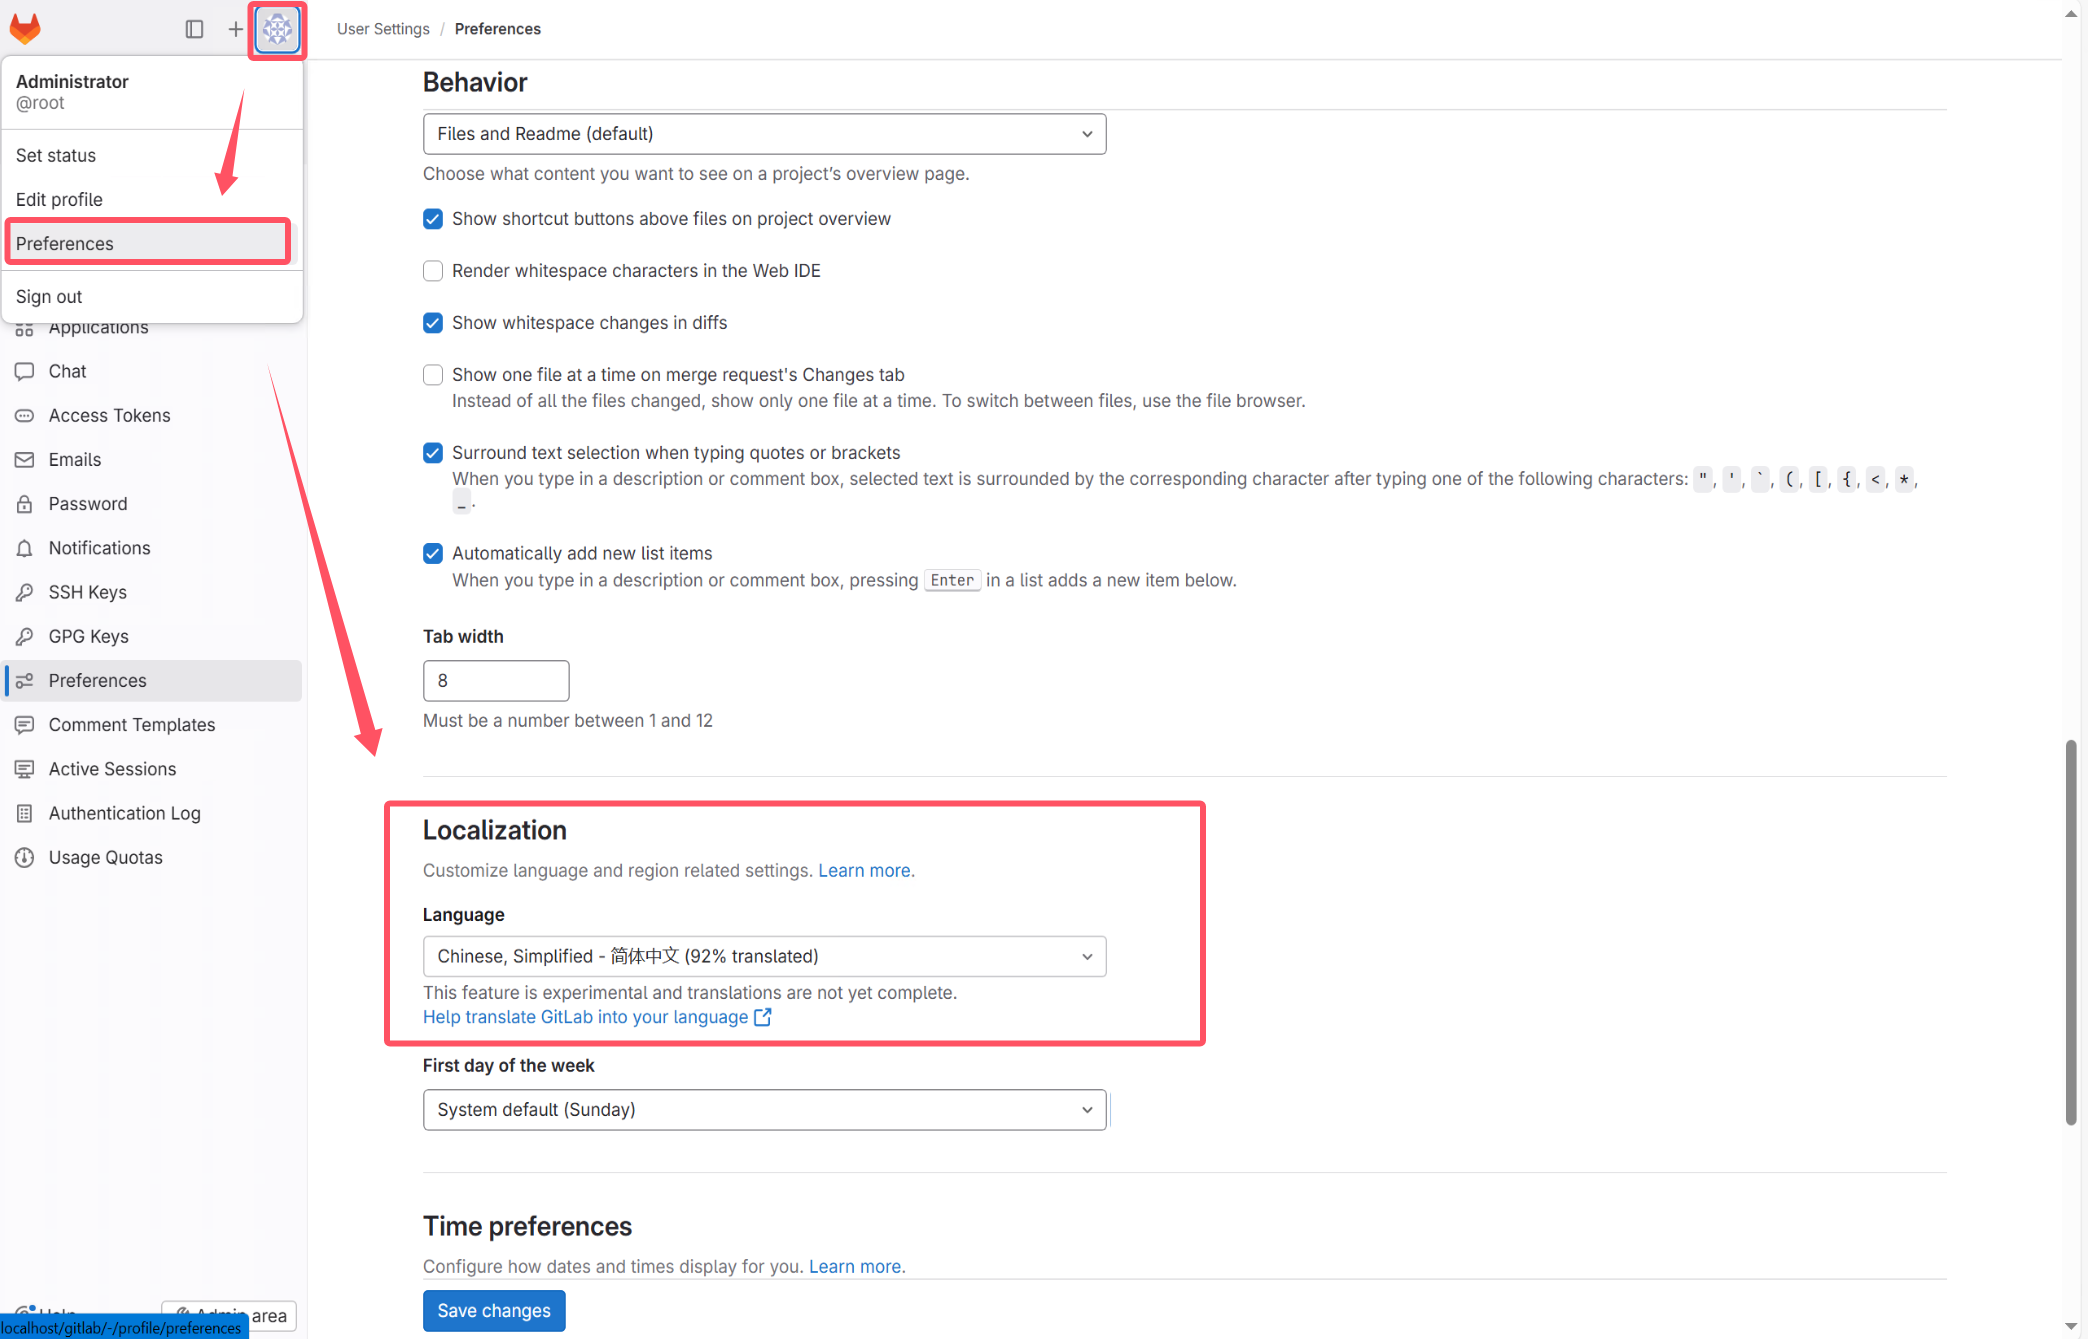 User Settings / Preferences
Administrator
@root
Set status
Edit profile
Preferences
Sign out
Applications
Chat
Access Tokens
Emails
Password
Notifications
SSH Keys
GPG Keys
Preferences
Comment Templates
Active Sessions
Authentication Log
Usage Quotas
Help
Admin area
localhost/gitlab/-/profile/preferences
Behavior
Files and Readme (default)
Choose what content you want to see on a project’s overview page.
Show shortcut buttons above files on project overview
Render whitespace characters in the Web IDE
Show whitespace changes in diffs
Show one file at a time on merge request's Changes tab
Instead of all the files changed, show only one file at a time. To switch between files, use the file browser.
Surround text selection when typing quotes or brackets
When you type in a description or comment box, selected text is surrounded by the corresponding character after typing one of the following characters: ", ', `, (, [, {, <, *,
_.
Automatically add new list items
When you type in a description or comment box, pressing Enter in a list adds a new item below.
Tab width
8
Must be a number between 1 and 12
Localization
Customize language and region related settings. Learn more.
Language
Chinese, Simplified - 简体中文 (92% translated)
This feature is experimental and translations are not yet complete.
Help translate GitLab into your language
First day of the week
System default (Sunday)
Time preferences
Configure how dates and times display for you. Learn more.
Save changes